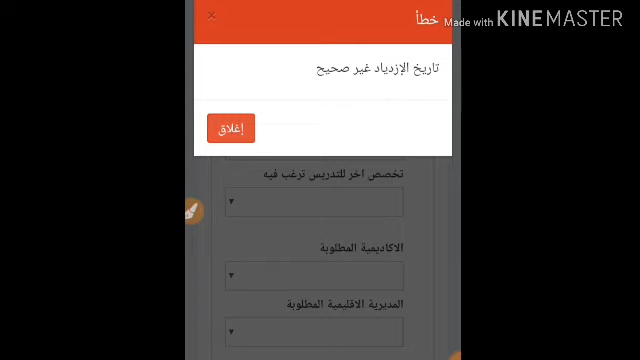 ×
خطأ
Made with KINEMASTER
تاريخ الإزدياد غير صحيح
إغلاق
تخصص اخر للتدريس ترغب فيه
الاكاديمية المطلوبة
المديرية الاقليمية المطلوبة